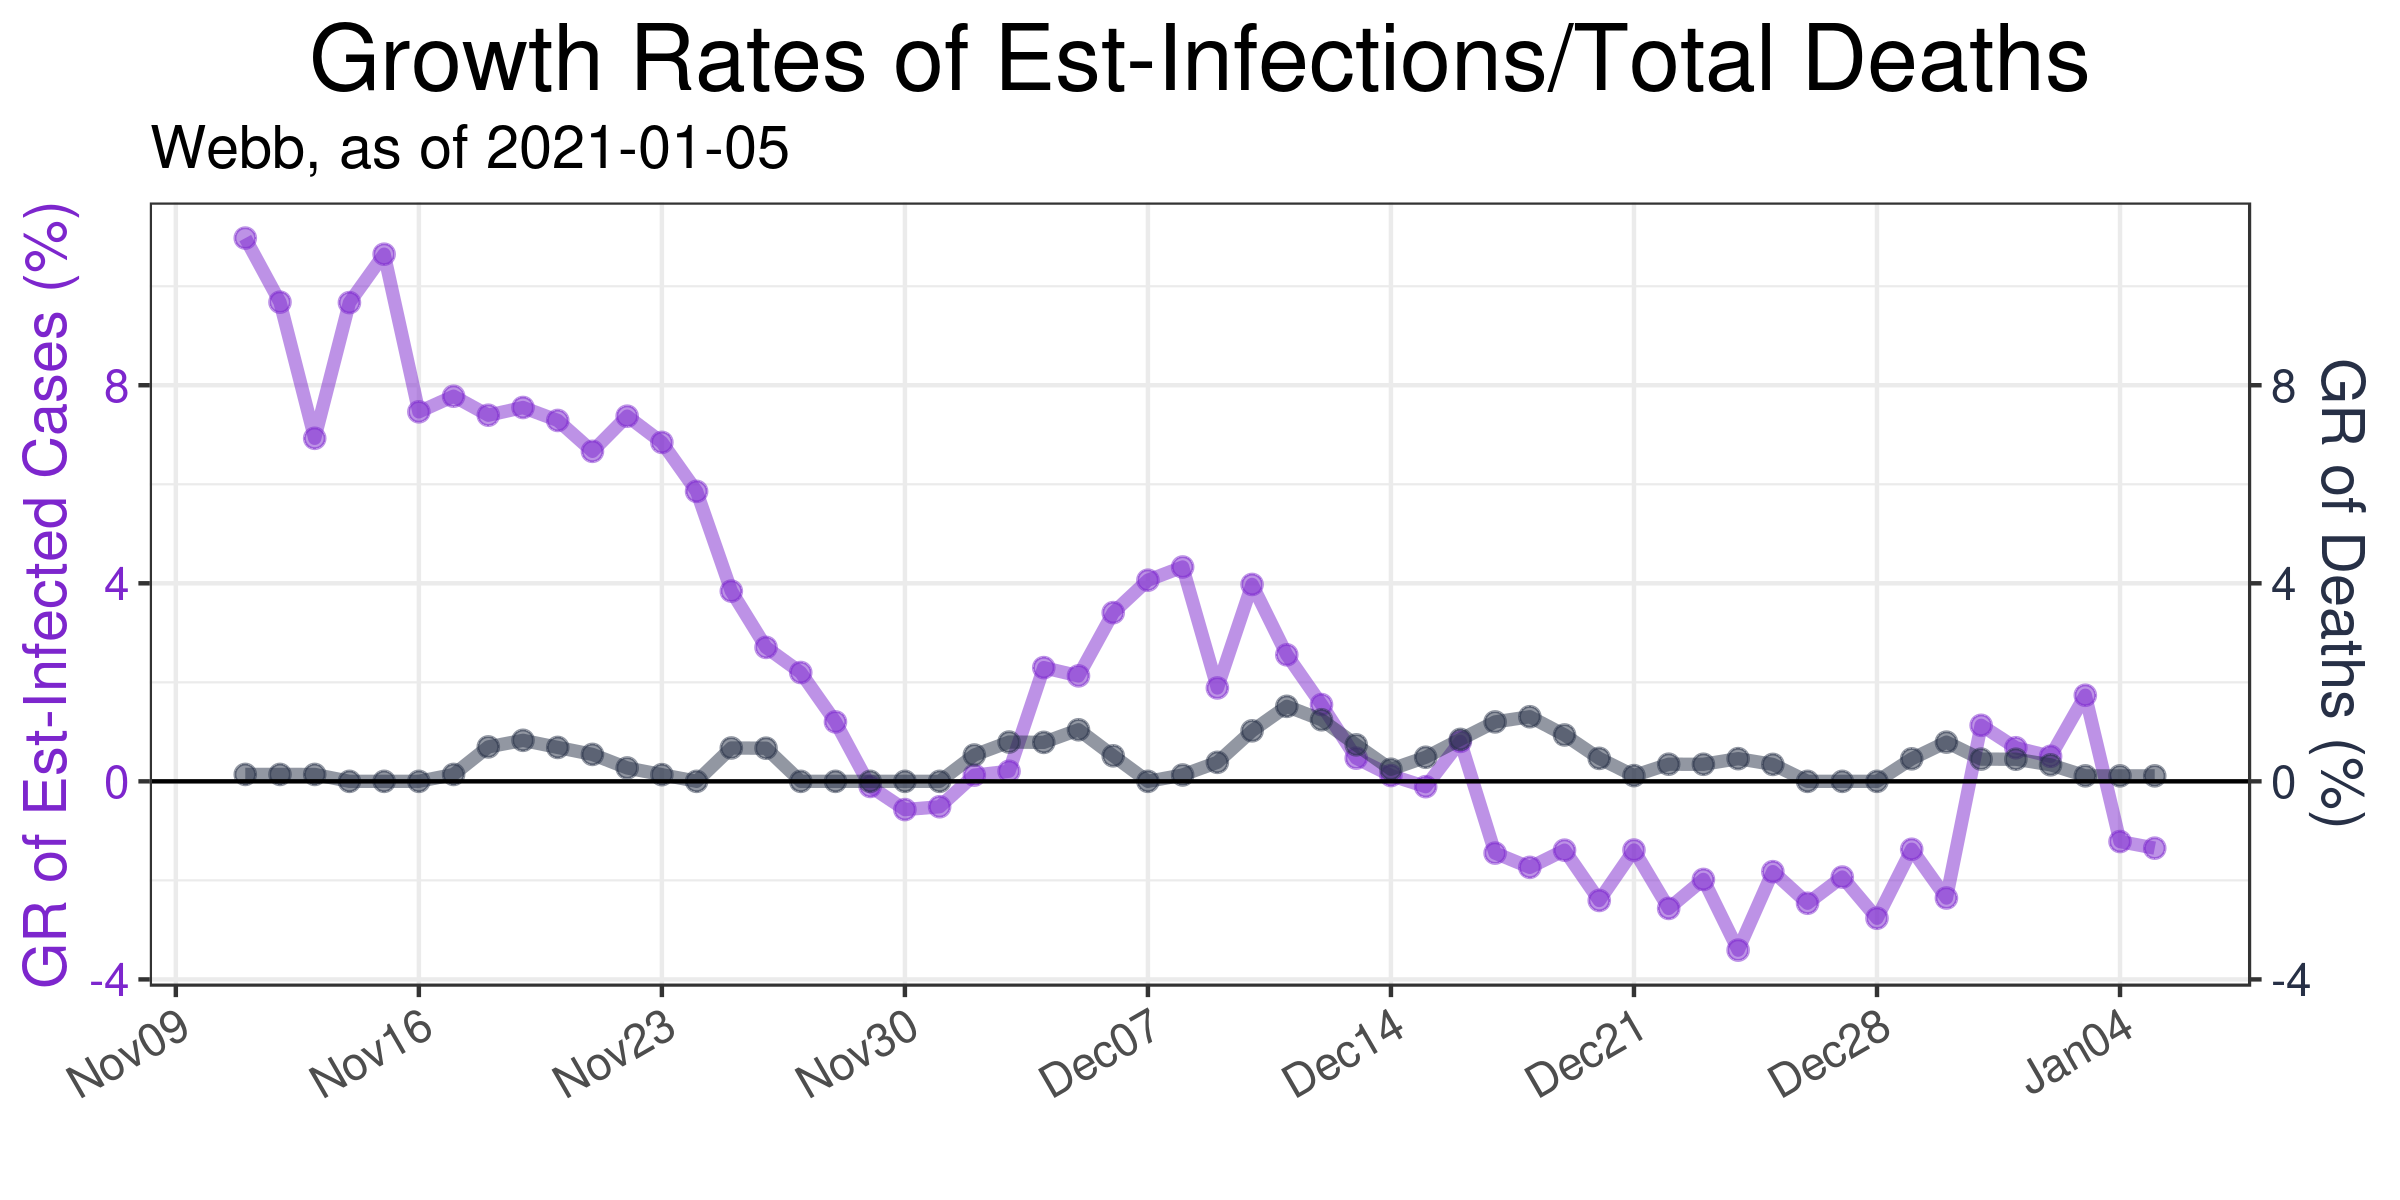 Growth Rates of Est-Infections/Total Deaths
Webb, as of 2021-01-05
GR of Est-Infected Cases (%)
8
4
0
-4
8
4
0
-4
GR of Deaths (%)
Nov09
Nov16
Nov23
Nov30
Dec07
Dec14
Dec21
Dec28
Jan04